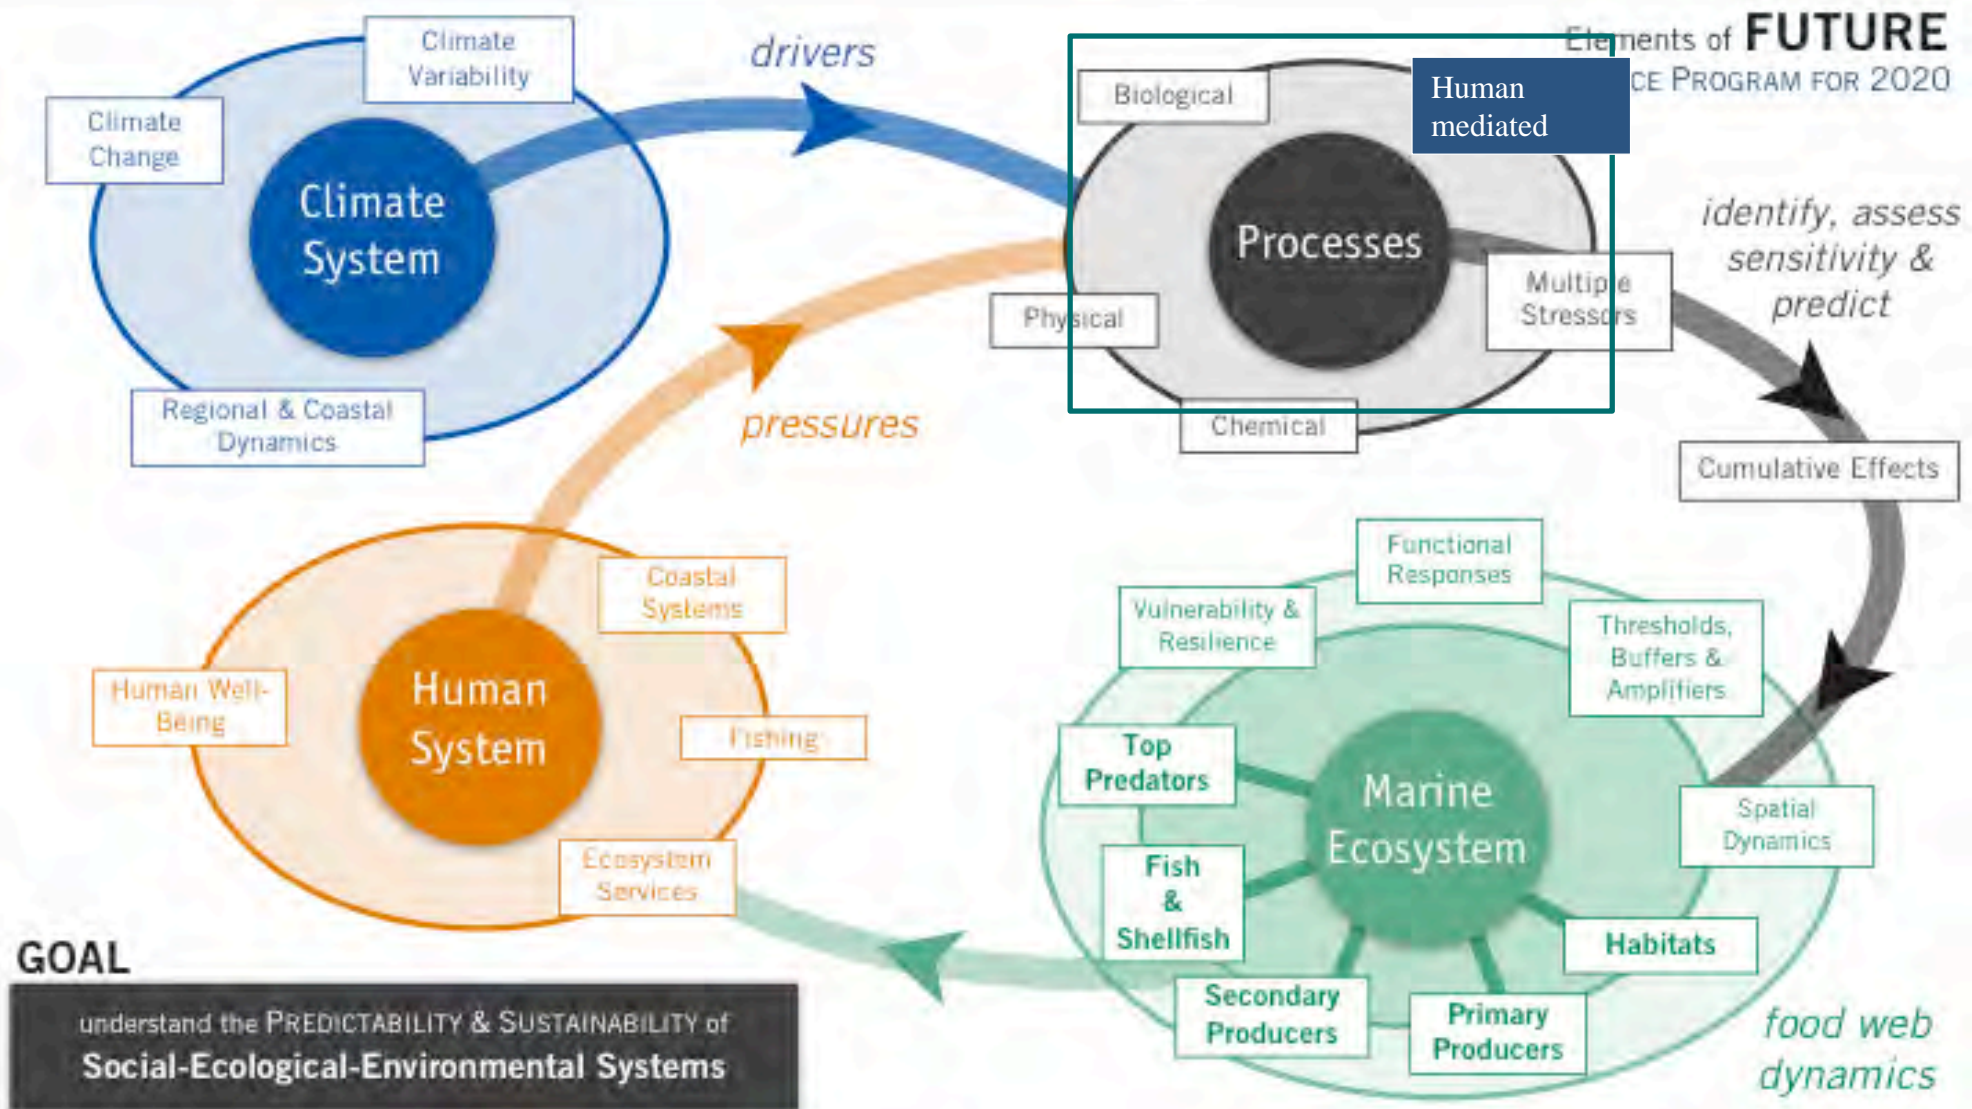 Elements of FUTURE
CE PROGRAM FOR 2020
Climate
Variability
drivers
Climate
Change
Climate
System
Regional & Coastal
Dynamics
Biological
Human
mediated
Processes
Physical
Multiple
Stressors
Chemical
identify, assess
sensitivity &
predict
pressures
Cumulative Effects
Coastal
Systems
Human Well-
Being
Human
System
Fishing
Ecosystem
Services
Functional
Responses
Vulnerability &
Resilience
Thresholds,
Buffers &
Amplifiers
Top
Predators
Marine
Ecosystem
Spatial
Dynamics
Fish
&
Shellfish
Habitats
Secondary
Producers
Primary
Producers
food web
dynamics
GOAL
understand the PREDICTABILITY & SUSTAINABILITY of
Social-Ecological-Environmental Systems